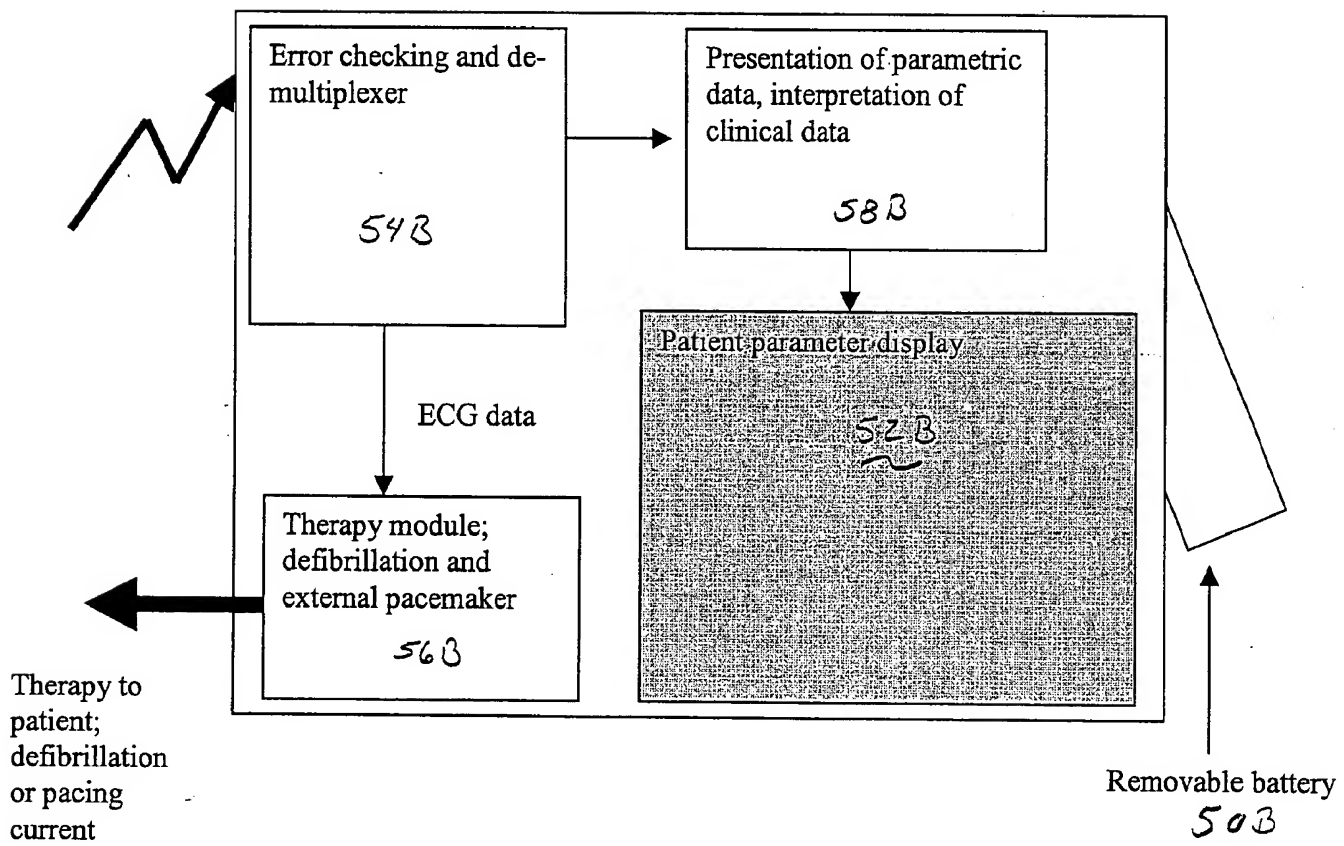 Error checking and de-
multiplexer
54B
Presentation of parametric
data, interpretation of
clinical data
58B
Patient parameter display
52B
ECG data
Therapy module;
defibrillation and
external pacemaker
56B
Therapy to
patient;
defibrillation
or pacing
current
Removable battery
50B